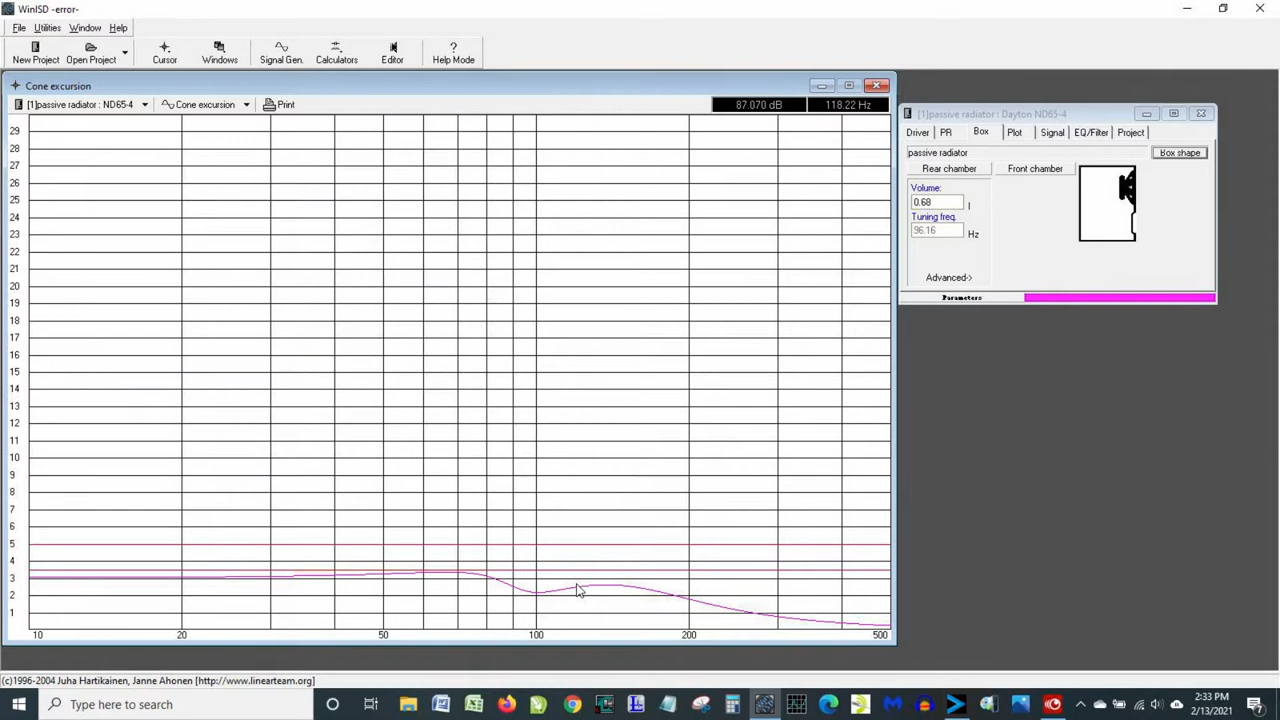 WinISD -error-
File Utilities Window Help
New Project Open Project Cursor Windows Signal Gen. Calculators Editor Help Mode
Cone excursion
[1]passive radiator : ND65-4 Cone excursion Print 87.070 dB 118.22 Hz
29
28
27
26
25
24
23
22
21
20
19
18
17
16
15
14
13
12
11
10
9
8
7
6
5
4
3
2
1
10 20 50 100 200 500
[1]passive radiator : Dayton ND65-4
Driver PR Box Plot Signal EQ/Filter Project
passive radiator Box shape
Rear chamber Front chamber
Volume:
0.68 l
Tuning freq.
96.16 Hz
Advanced->
Parameters
(c)1996-2004 Juha Hartikainen, Janne Ahonen [http://www.linearteam.org]
Type here to search
2:33 PM
2/13/2021
7